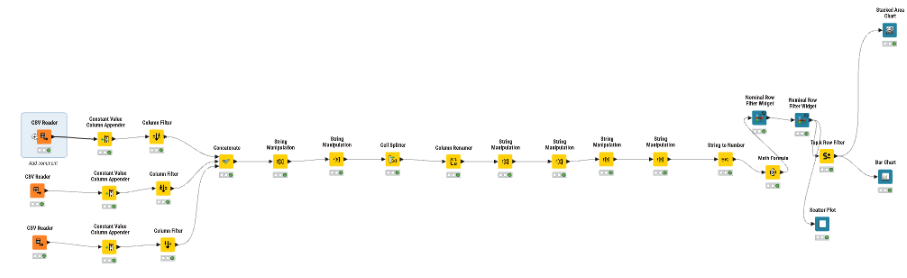 Stacked Area
Chart
Nominal Row
Filter Widget
Nominal Row
Filter Widget
CSV Reader
Constant Value
Column Appender
Column Filter
Add comment
Concatenate
String
Manipulation
String
Manipulation
Cell Splitter
Column Renamer
String
Manipulation
String
Manipulation
String
Manipulation
String
Manipulation
String to Number
Math Formula
Row Filter
Bar Chart
CSV Reader
Constant Value
Column Appender
Column Filter
Scatter Plot
CSV Reader
Constant Value
Column Appender
Column Filter